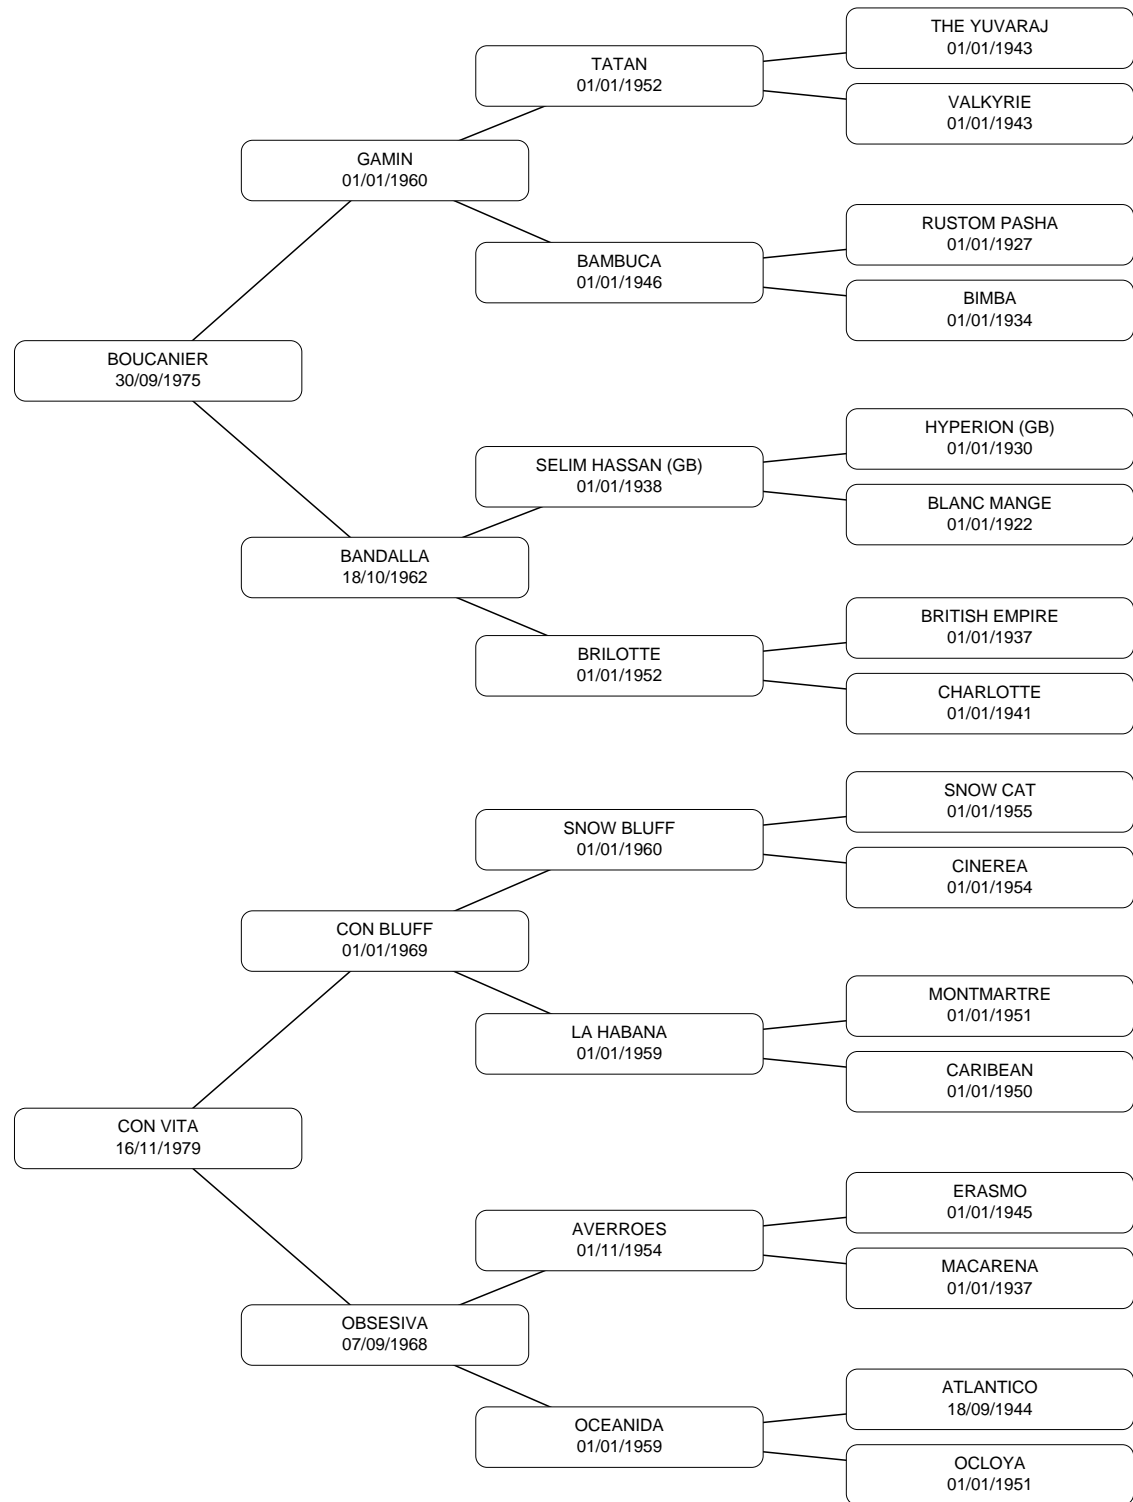 THE YUVARAJ
01/01/1943
TATAN
01/01/1952
VALKYRIE
01/01/1943
GAMIN
01/01/1960
RUSTOM PASHA
01/01/1927
BAMBUCA
01/01/1946
BIMBA
01/01/1934
BOUCANIER
30/09/1975
HYPERION (GB)
01/01/1930
SELIM HASSAN (GB)
01/01/1938
BLANC MANGE
01/01/1922
BANDALLA
18/10/1962
BRITISH EMPIRE
01/01/1937
BRILOTTE
01/01/1952
CHARLOTTE
01/01/1941
SNOW CAT
01/01/1955
SNOW BLUFF
01/01/1960
CINEREA
01/01/1954
CON BLUFF
01/01/1969
MONTMARTRE
01/01/1951
LA HABANA
01/01/1959
CARIBEAN
01/01/1950
CON VITA
16/11/1979
ERASMO
01/01/1945
AVERROES
01/11/1954
MACARENA
01/01/1937
OBSESIVA
07/09/1968
ATLANTICO
18/09/1944
OCEANIDA
01/01/1959
OCLOYA
01/01/1951